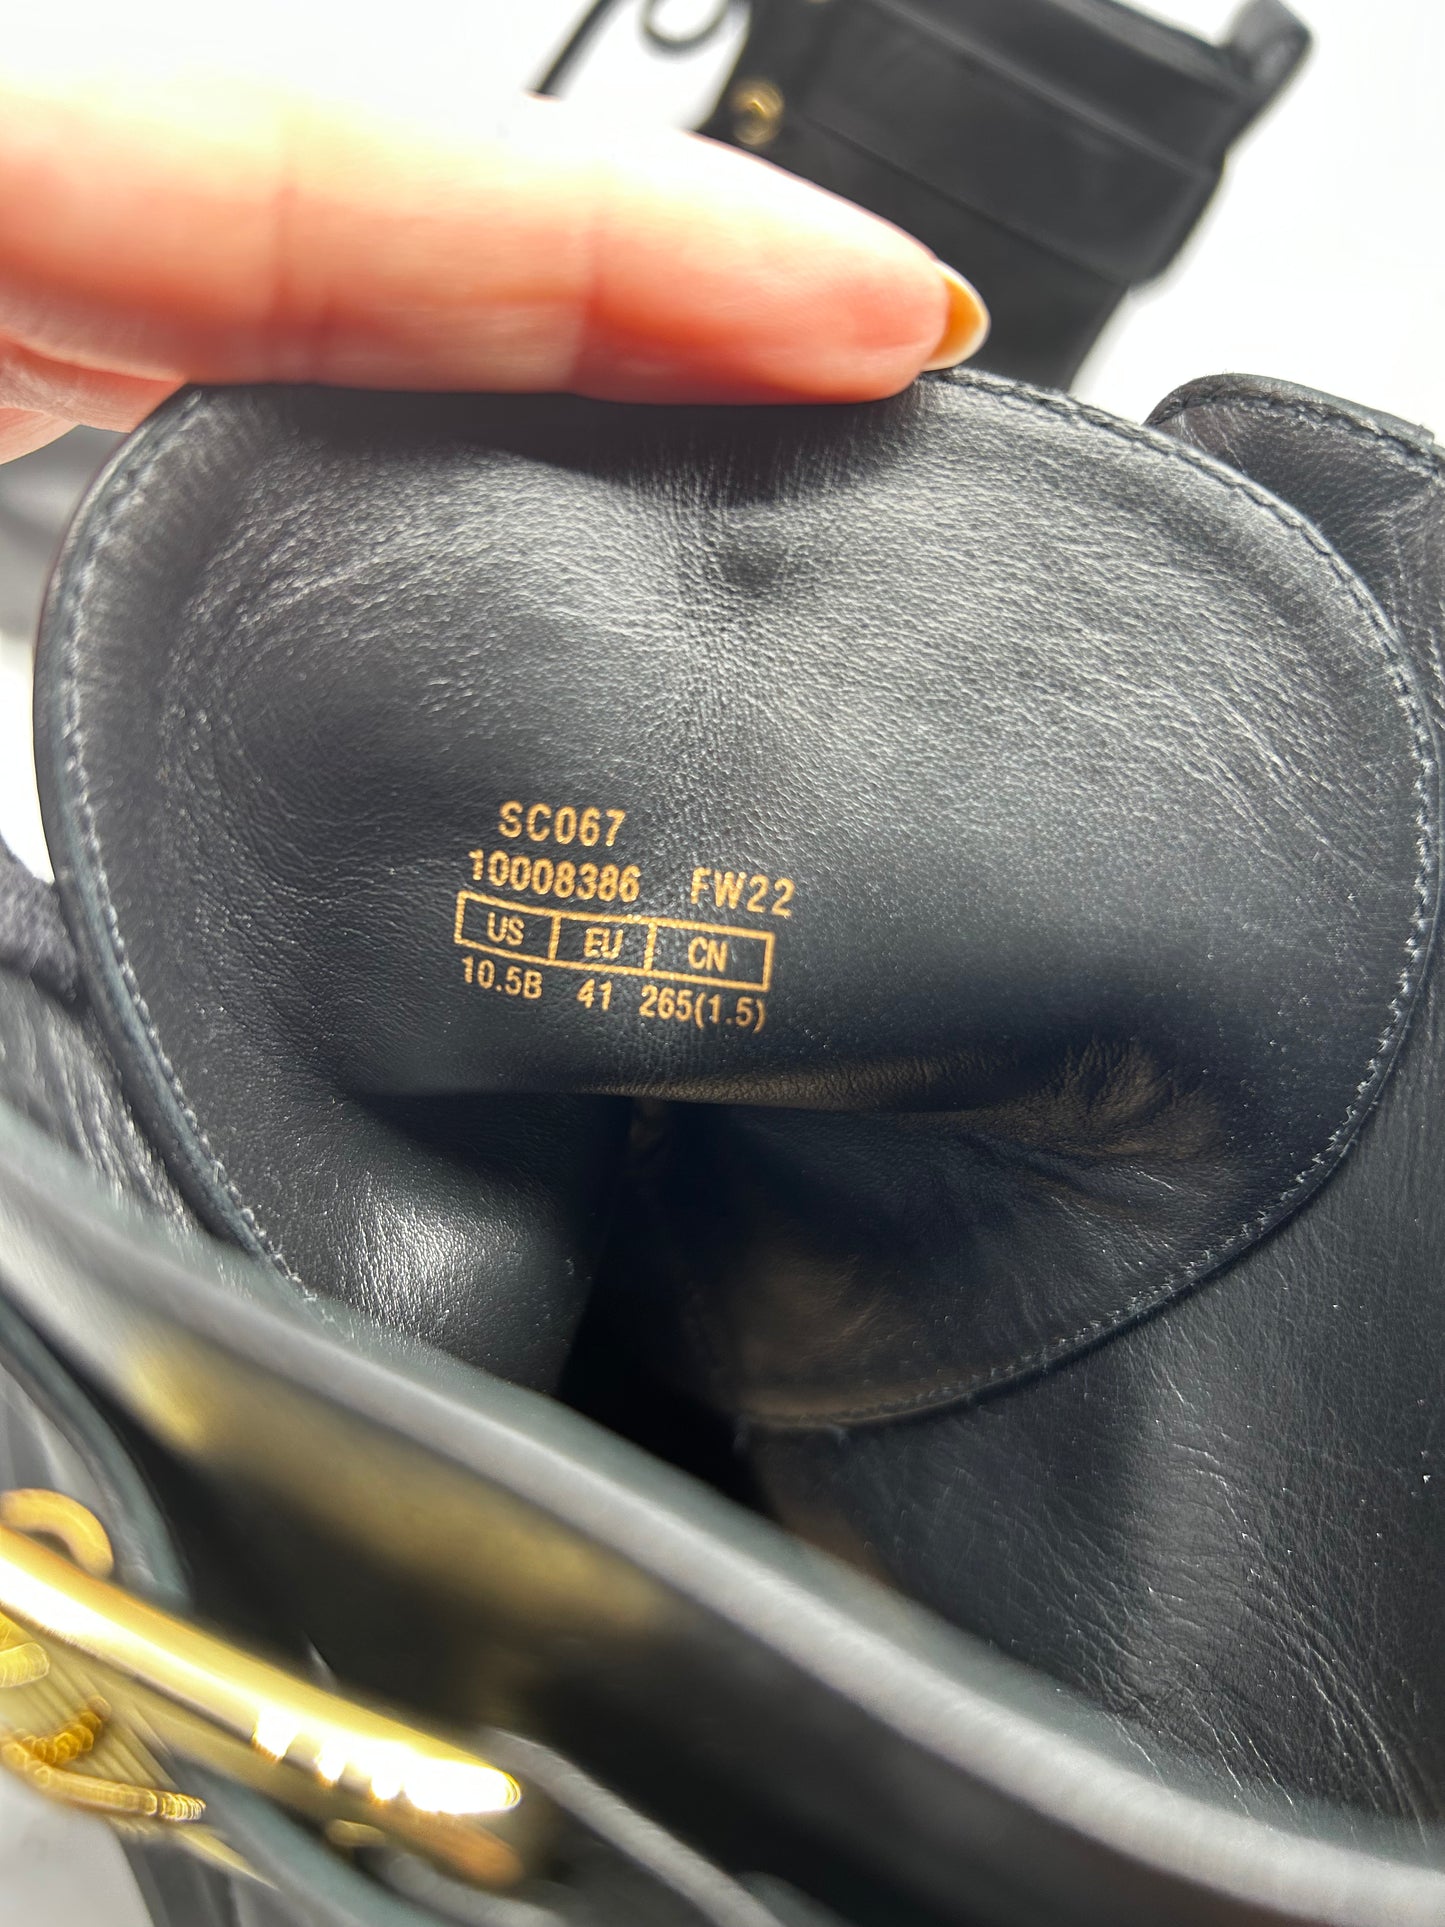 SC067
10008386 FW22
US EU CN
10.5B 41 265(1.5)